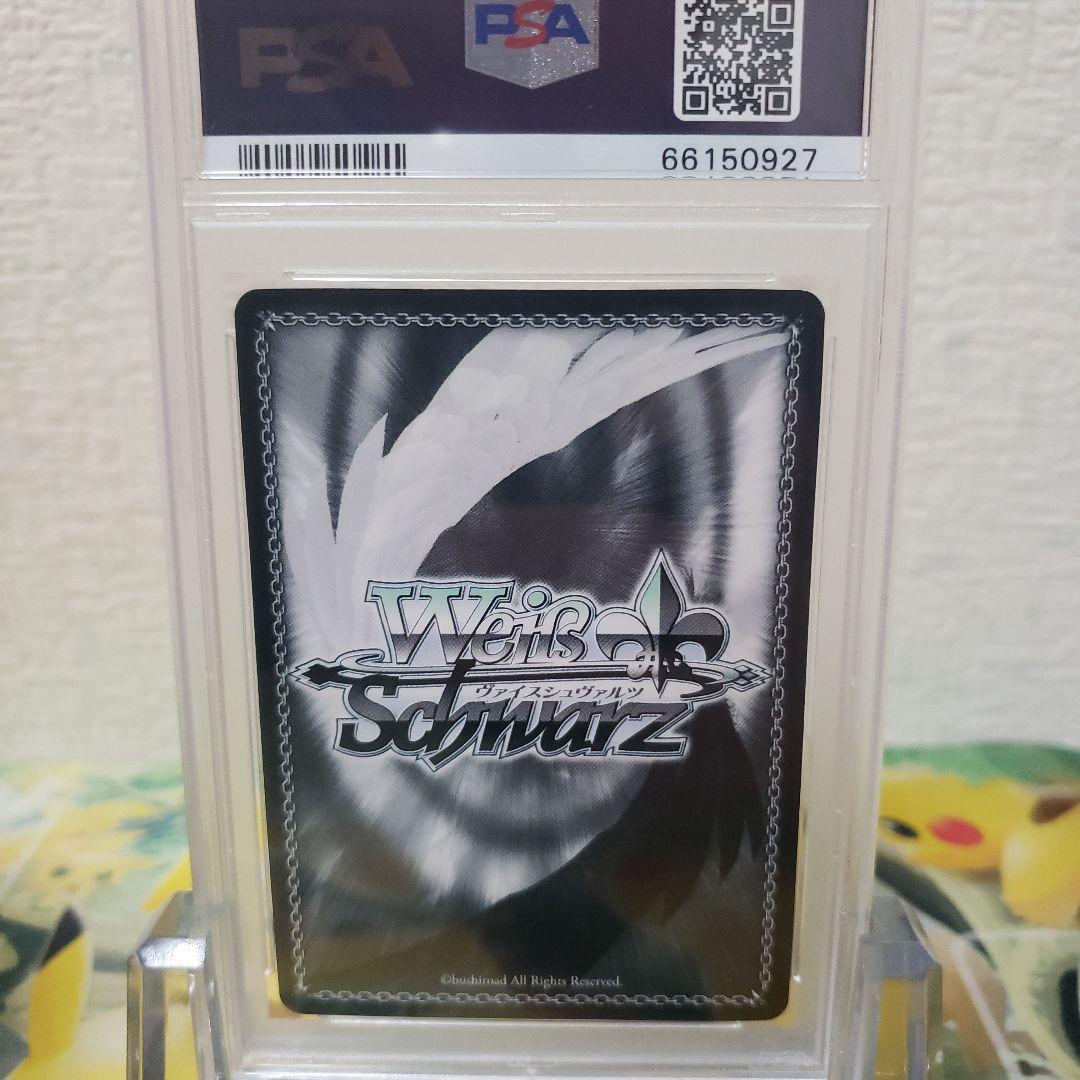 PSA
PSA
66150927
Weiß
ヴァイスシュヴァルツ
Schwarz
©bushiroad All Rights Reserved.